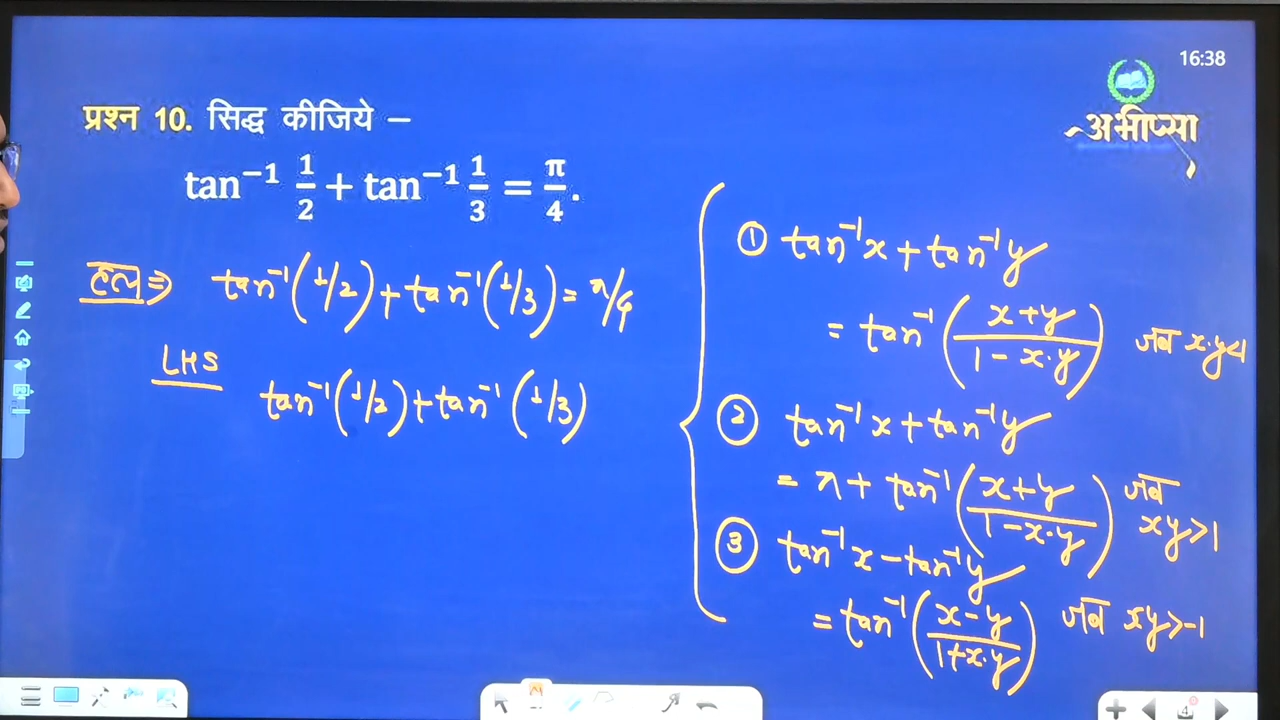 16:38
अभीप्सा
प्रश्न 10. सिद्ध कीजिये –
tan⁻¹ 1/2 + tan⁻¹ 1/3 = π/4.
हल ⇒ tan⁻¹(1/2) + tan⁻¹(1/3) = π/4
LHS
tan⁻¹(1/2) + tan⁻¹(1/3)
① tan⁻¹x + tan⁻¹y
= tan⁻¹((x+y)/(1-x·y)) जब x·y<1
② tan⁻¹x + tan⁻¹y
= π + tan⁻¹((x+y)/(1-x·y)) जब xy>1
③ tan⁻¹x - tan⁻¹y
= tan⁻¹((x-y)/(1+x·y)) जब xy>-1